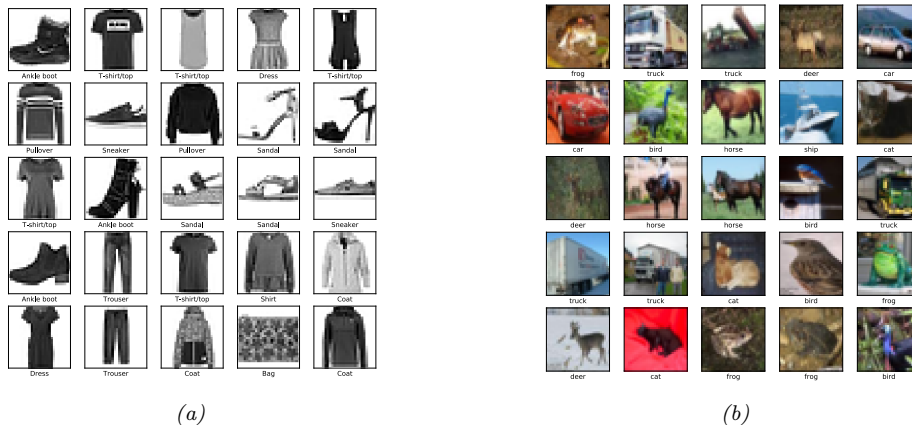 Ankle boot T-shirt/top T-shirt/top Dress T-shirt/top
Pullover Sneaker Pullover Sandal Sandal
T-shirt/top Ankle boot Sandal Sandal Sneaker
Ankle boot Trouser T-shirt/top Shirt Coat
Dress Trouser Coat Bag Coat
(a)
frog truck truck deer car
car bird horse ship cat
deer horse horse bird truck
truck truck cat bird frog
deer cat frog frog bird
(b)